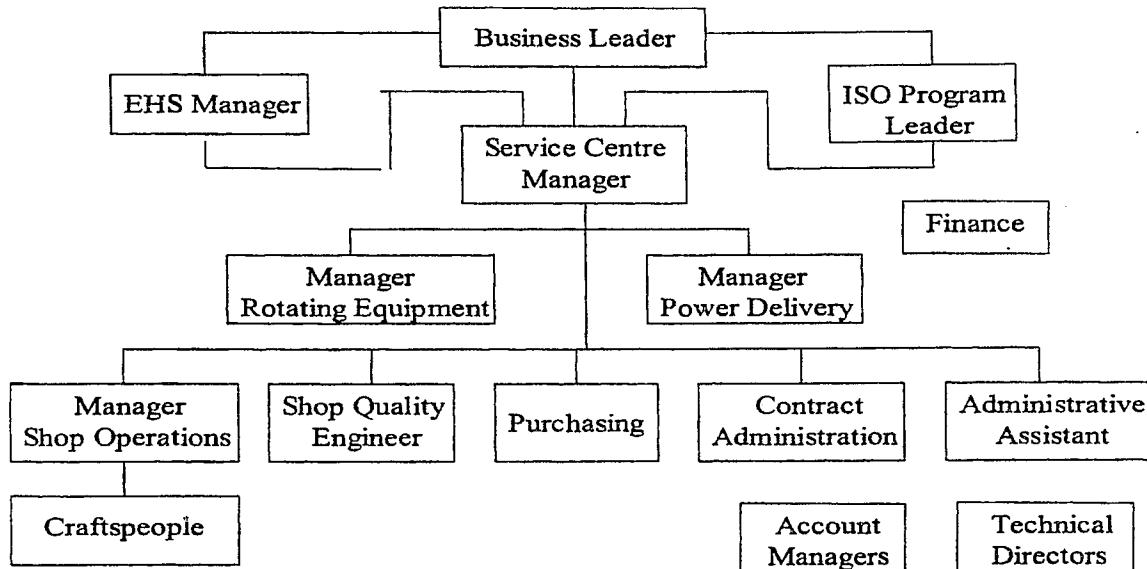 Business Leader
EHS Manager
ISO Program
Leader
Service Centre
Manager
Finance
Manager
Rotating Equipment
Manager
Power Delivery
Manager
Shop Operations
Shop Quality
Engineer
Purchasing
Contract
Administration
Administrative
Assistant
Craftspeople
Account
Managers
Technical
Directors